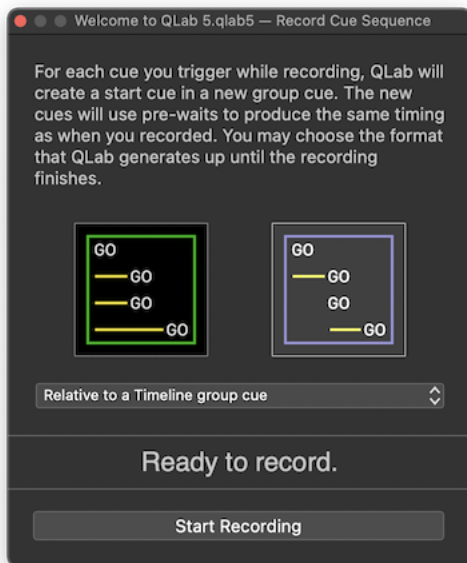 Welcome to QLab 5.qlab5 — Record Cue Sequence
For each cue you trigger while recording, QLab will
create a start cue in a new group cue. The new
cues will use pre-waits to produce the same timing
as when you recorded. You may choose the format
that QLab generates up until the recording
finishes.
GO
GO
GO
GO
GO
GO
GO
GO
Relative to a Timeline group cue
Ready to record.
Start Recording